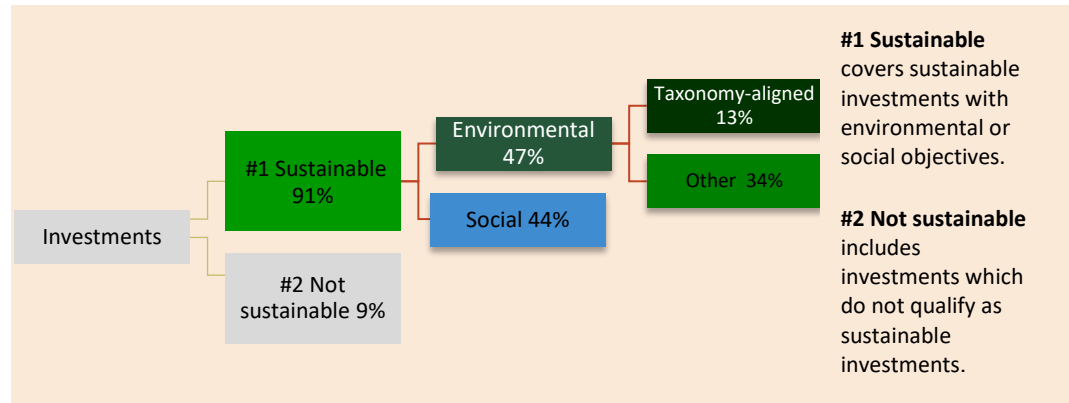 Investments
#1 Sustainable
91%
#2 Not
sustainable 9%
Environmental
47%
Social 44%
Taxonomy-aligned
13%
Other 34%
#1 Sustainable
covers sustainable
investments with
environmental or
social objectives.
#2 Not sustainable
includes
investments which
do not qualify as
sustainable
investments.